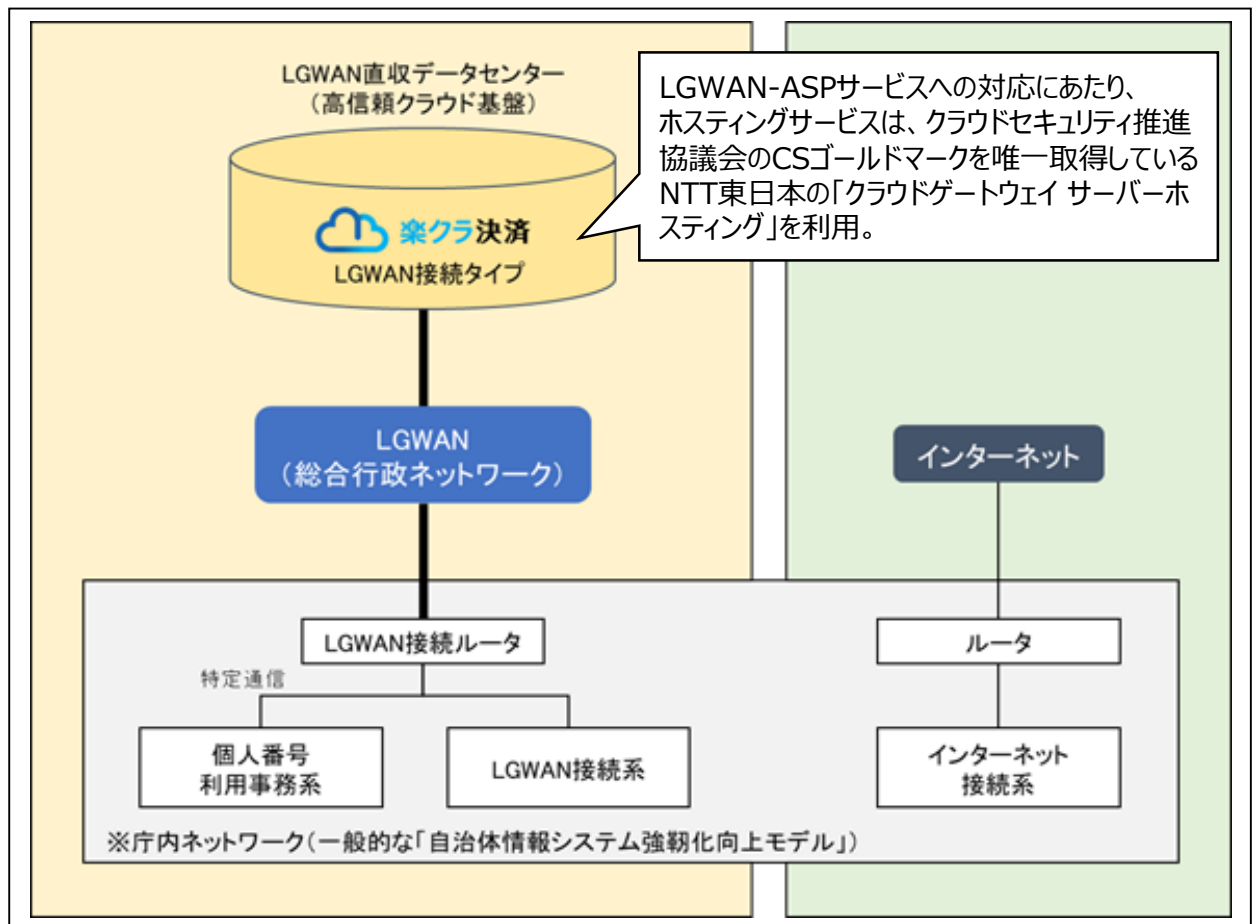 LGWAN直収データセンター
（高信頼クラウド基盤）
LGWAN-ASPサービスへの対応にあたり、
ホスティングサービスは、クラウドセキュリティ推進
協議会のCSゴールドマークを唯一取得している
NTT東日本の「クラウドゲートウェイ サーバーホ
スティング」を利用。
楽クラ決済
LGWAN接続タイプ
LGWAN
（総合行政ネットワーク）
インターネット
LGWAN接続ルータ
ルータ
特定通信
個人番号
利用事務系
LGWAN接続系
インターネット
接続系
※庁内ネットワーク（一般的な「自治体情報システム強靭化向上モデル」）